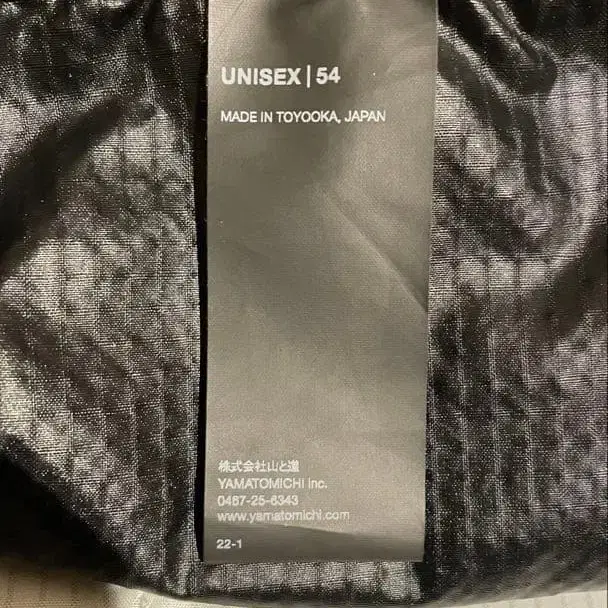 UNISEX | 54
MADE IN TOYOOKA, JAPAN
株式会社山と道
YAMATOMICHI Inc.
0467-25-6343
www.yamatomichi.com
22-1